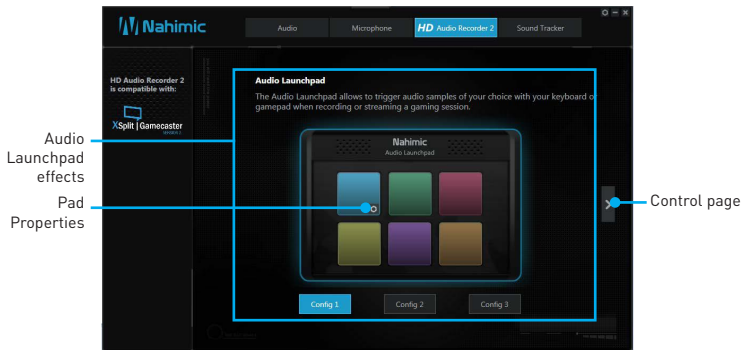 Nahimic
Audio
Microphone
HD Audio Recorder 2
Sound Tracker
HD Audio Recorder 2
is compatible with:
XSplit | Gamecaster
Audio Launchpad
The Audio Launchpad allows to trigger audio samples of your choice with your keyboard or
gamepad when recording or streaming a gaming session.
Nahimic
Audio Launchpad
Audio
Launchpad
effects
Pad
Properties
Control page
Config 1
Config 2
Config 3